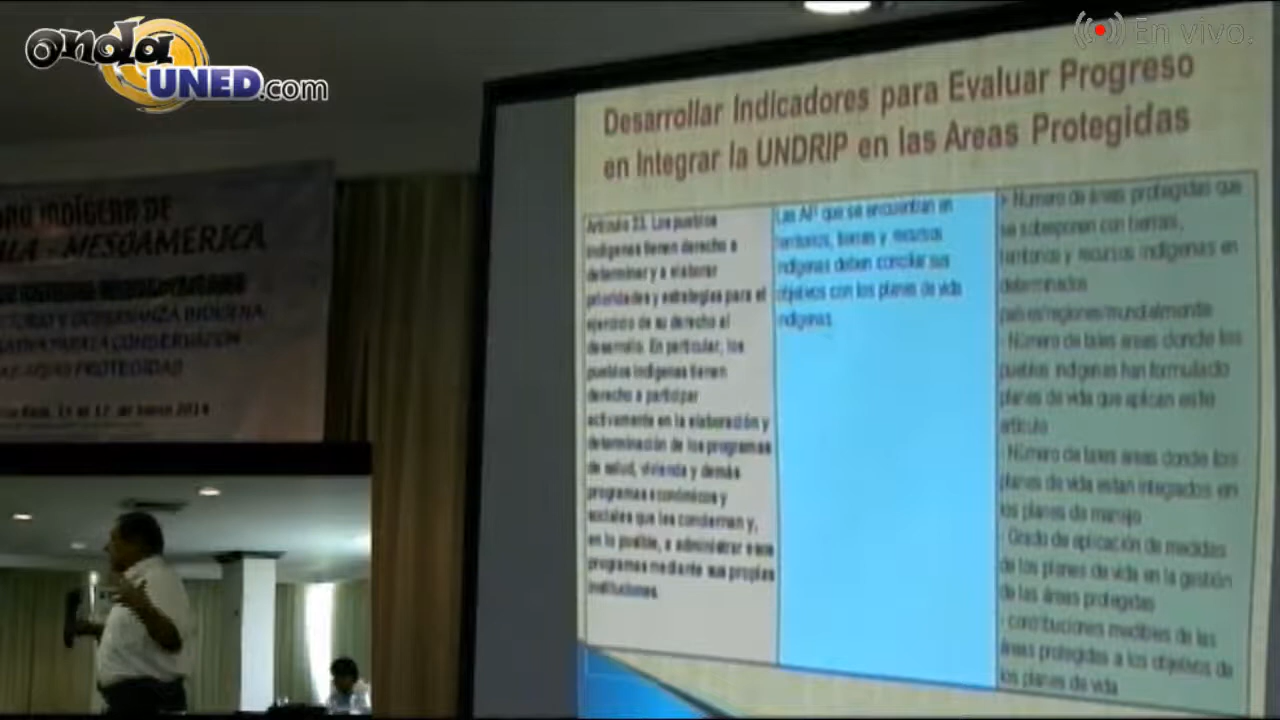 onda
UNED.com
En vivo.
INDÍGENA DE
- MESOAMERICA
Desarrollar Indicadores para Evaluar Progreso
en Integrar la UNDRIP en las Areas Protegidas
Artículo 23. Los pueblos
indígenas tienen derecho a
determinar y a elaborar
prioridades y estrategias para el
ejercicio de su derecho al
desarrollo. En particular, los
pueblos indígenas tienen
derecho a participar
activamente en la elaboración y
determinación de los programas
de salud, vivienda y demás
programas económicos y
sociales que les conciernan y,
en lo posible, a administrar esos
programas mediante sus propias
instituciones.
Las AP que se encuentran en
territorios, tierras y recursos
indígenas deben conciliar sus
objetivos con los planes de vida
indígenas
- Número de áreas protegidas que
se sobreponen con tierras,
territorios y recursos indígenas en
determinados
países/regiones/mundialmente
- Número de tales areas donde los
pueblos indígenas han formulado
planes de vida que aplican este
artículo
- Número de tales areas donde los
planes de vida estan integrados en
los planes de manejo
- Grado de aplicación de medidas
de los planes de vida en la gestión
de las áreas protegidas
- contribuciones medibles de las
áreas protegidas a los objetivos de
los planes de vida